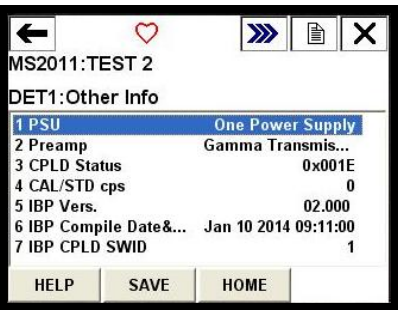 MS2011:TEST 2
DET1:Other Info
1 PSU One Power Supply
2 Preamp Gamma Transmis...
3 CPLD Status 0x001E
4 CAL/STD cps 0
5 IBP Vers. 02.000
6 IBP Compile Date&... Jan 10 2014 09:11:00
7 IBP CPLD SWID 1
HELP SAVE HOME